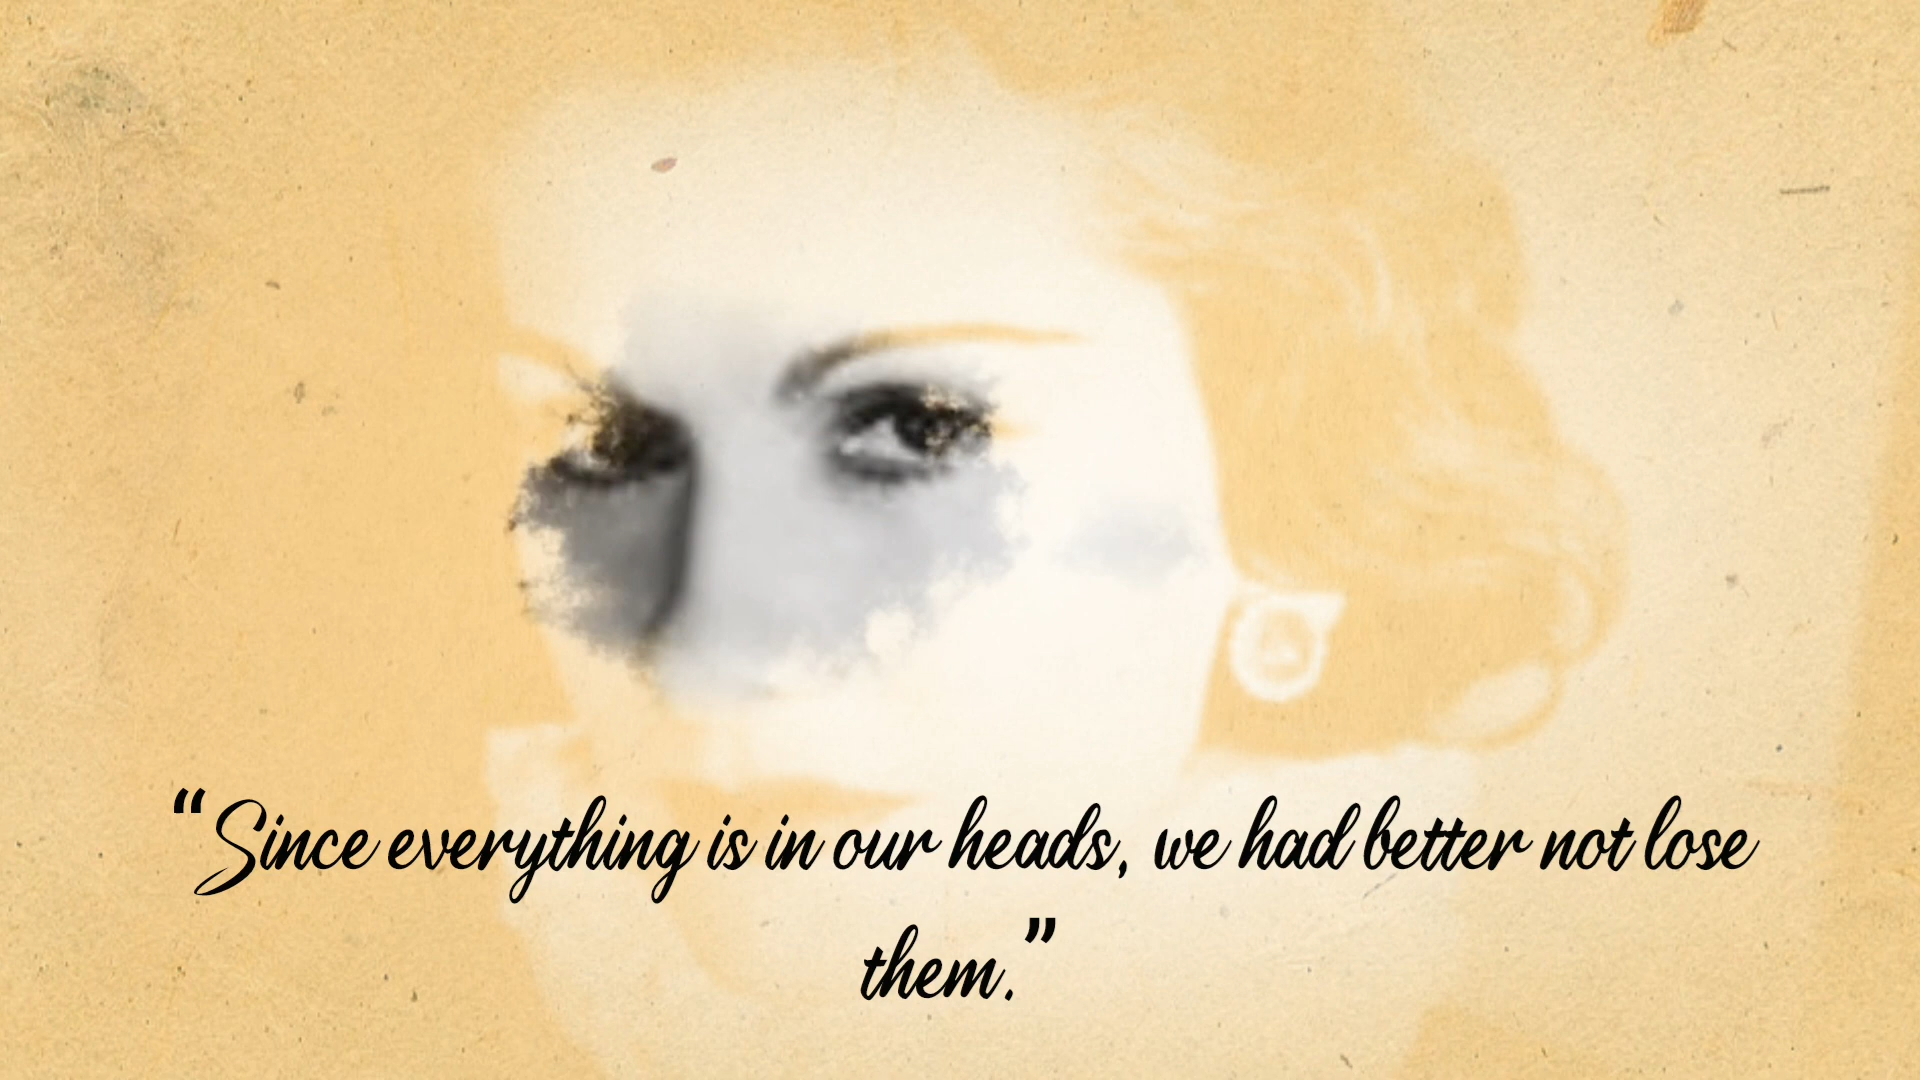 “Since everything is in our heads, we had better not lose
them.”